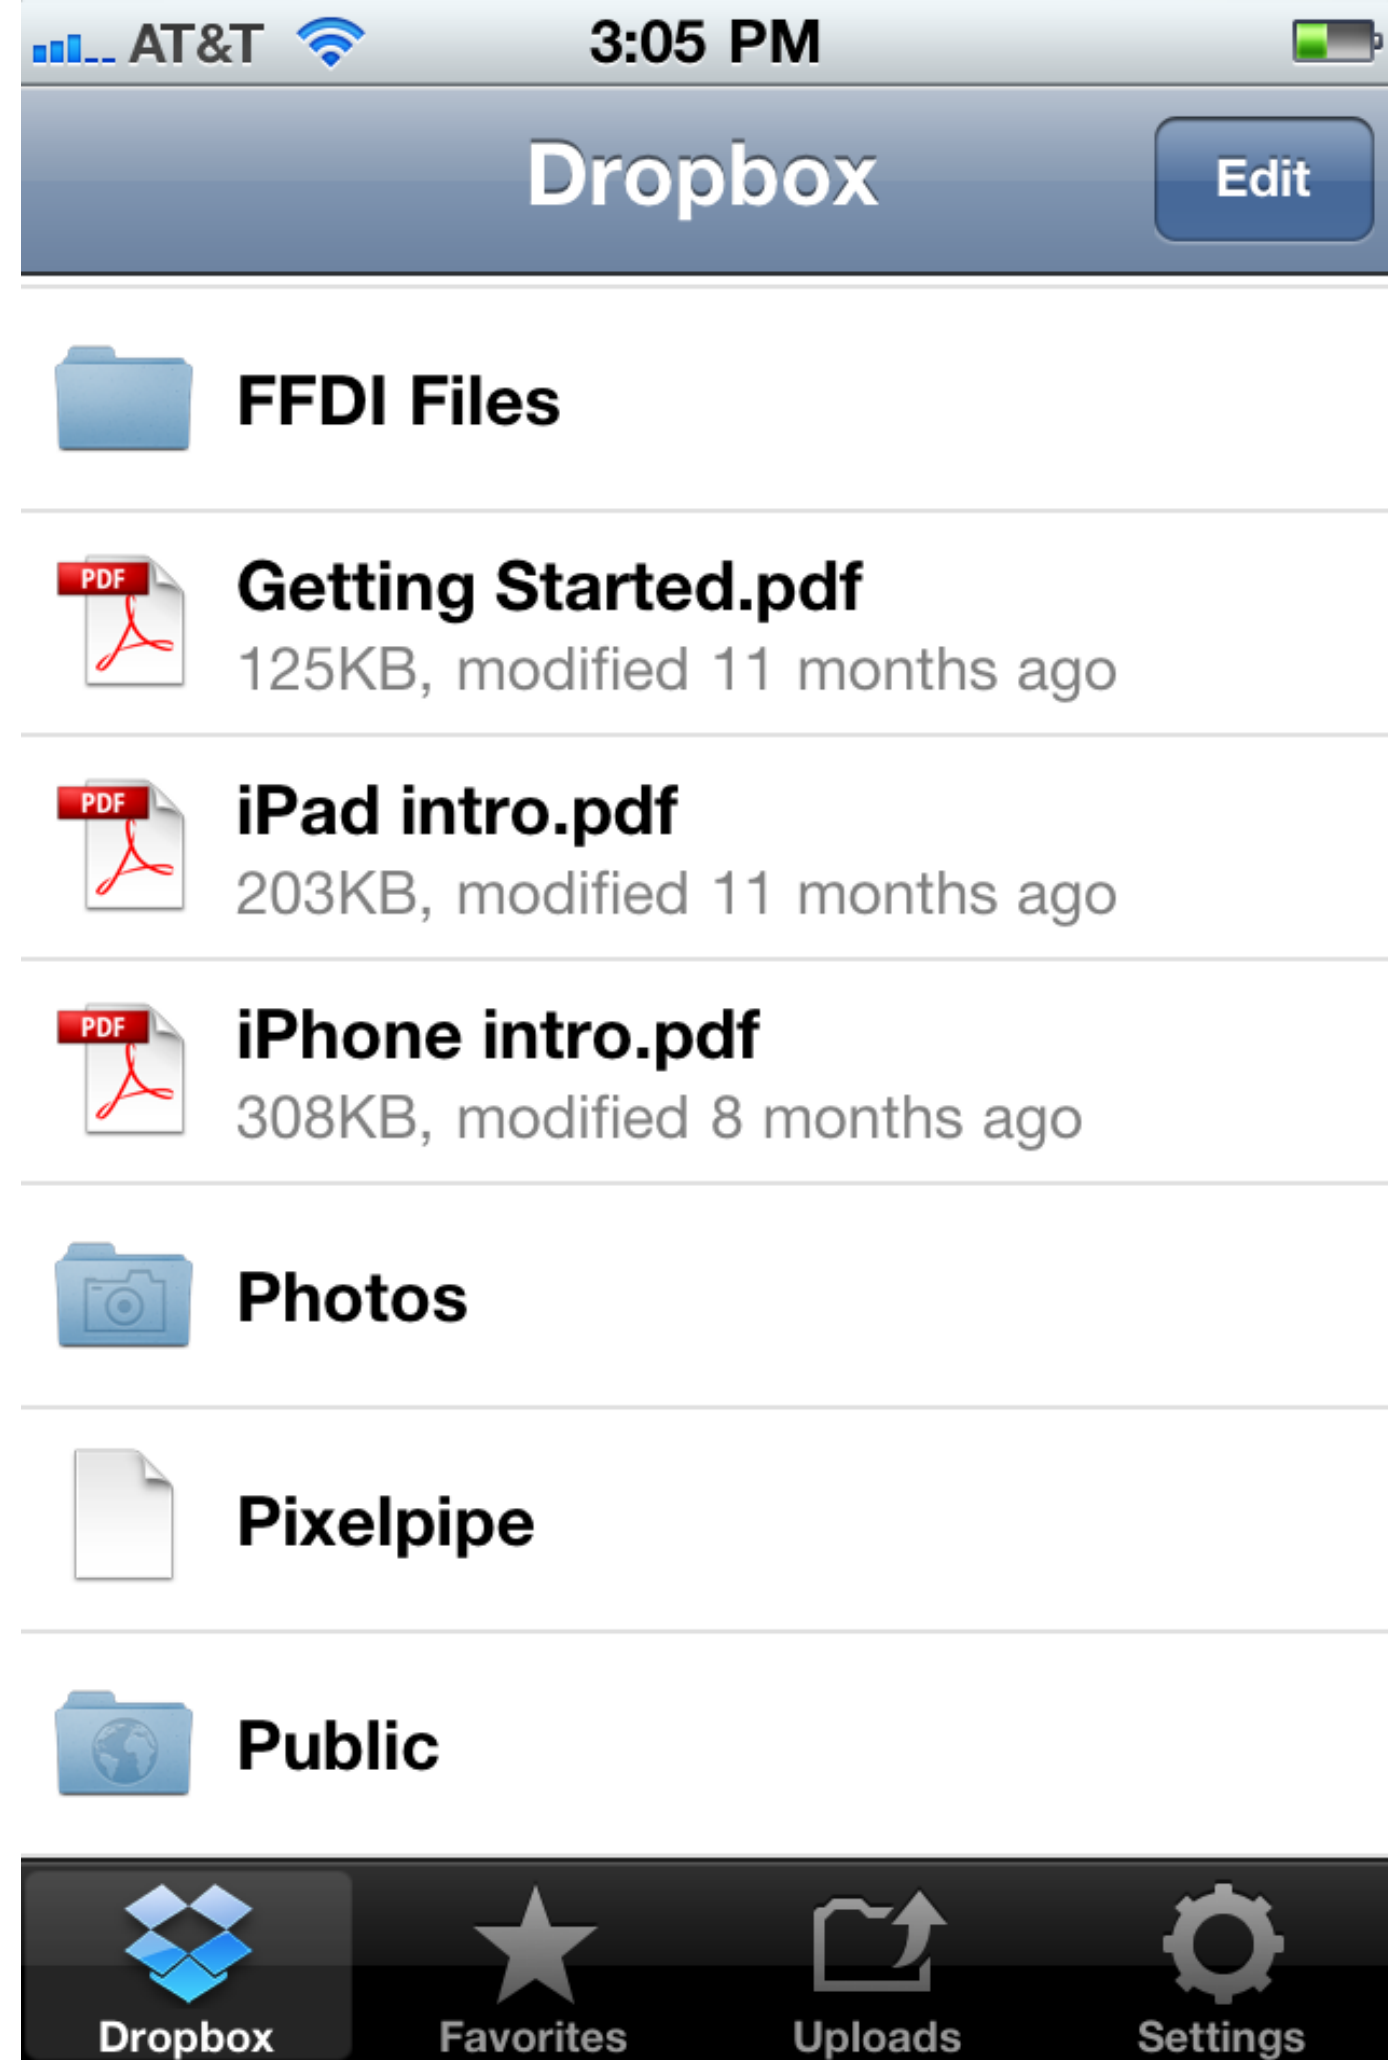 AT&T 3:05 PM
Dropbox Edit
FFDI Files
PDF
Getting Started.pdf
125KB, modified 11 months ago
PDF
iPad intro.pdf
203KB, modified 11 months ago
PDF
iPhone intro.pdf
308KB, modified 8 months ago
Photos
Pixelpipe
Public
Dropbox Favorites Uploads Settings